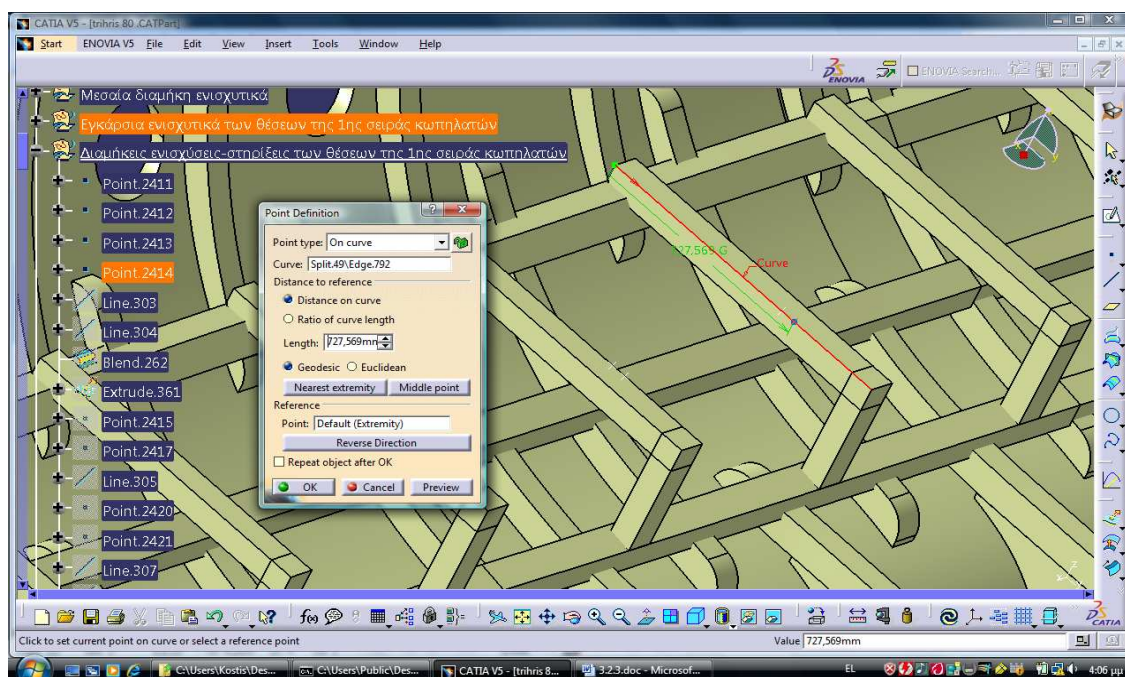 CATIA V5 - [trihris 80 .CATPart]
Start ENOVIA V5 File Edit View Insert Tools Window Help
ENOVIA ENOVIA Search...
Μεσαία διαμήκη ενισχυτικά
Εγκάρσια ενισχυτικά των θέσεων της 1ης σειράς κωπηλατών
Διαμήκεις ενισχύσεις-στηρίξεις των θέσεων της 1ης σειράς κωπηλατών
Point.2411
Point.2412
Point.2413
Point.2414
Line.303
Line.304
Blend.262
Extrude.361
Point.2415
Point.2417
Line.305
Point.2420
Point.2421
Line.307
Point Definition
Point type: On curve
Curve: Split.49\Edge.792
Distance to reference
Distance on curve
Ratio of curve length
Length: 727,569mm
Geodesic Euclidean
Nearest extremity Middle point
Reference
Point: Default (Extremity)
Reverse Direction
Repeat object after OK
OK Cancel Preview
727,569 G
Curve
x
y
z
CATIA
Click to set current point on curve or select a reference point Value 727,569mm
C:\Users\Kostis\Des... C:\Users\Public\Des... CATIA V5 - [trihris 8... 3.2.3.doc - Microsof... EL 4:06 μμ